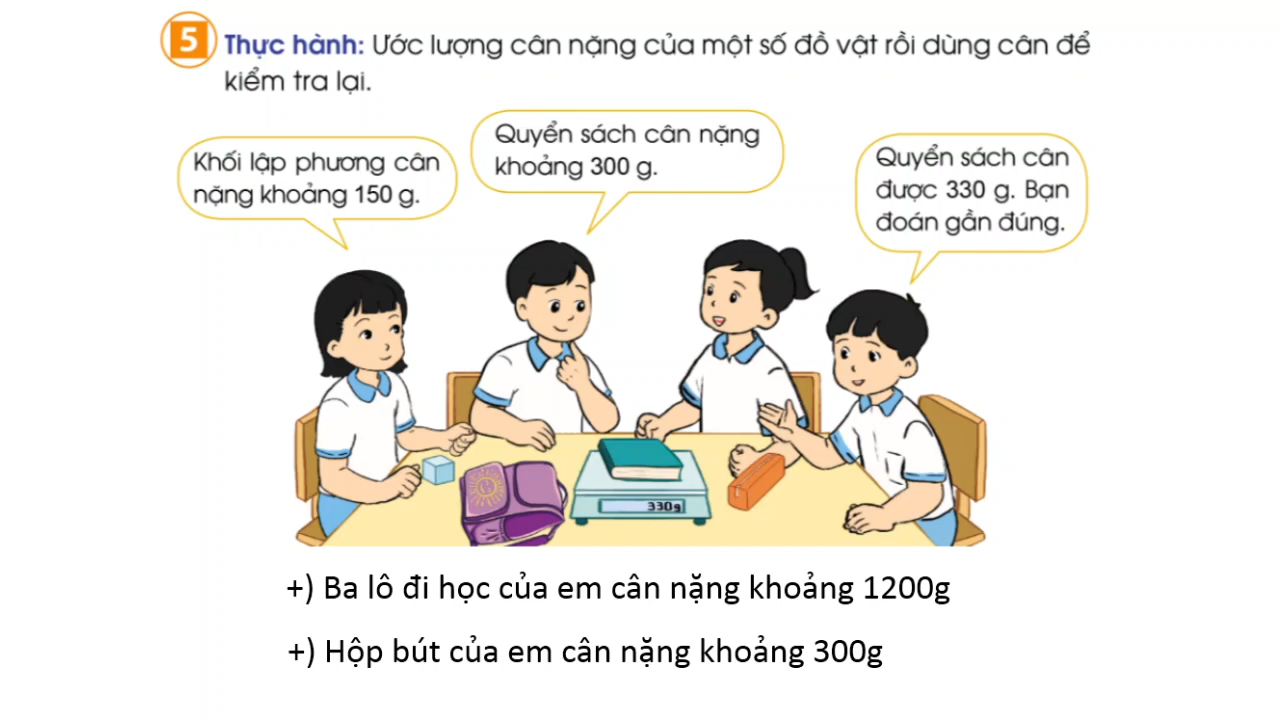 5 Thực hành: Ước lượng cân nặng của một số đồ vật rồi dùng cân để
kiểm tra lại.
Khối lập phương cân
nặng khoảng 150 g.
Quyển sách cân nặng
khoảng 300 g.
Quyển sách cân
được 330 g. Bạn
đoán gần đúng.
330g
+) Ba lô đi học của em cân nặng khoảng 1200g
+) Hộp bút của em cân nặng khoảng 300g